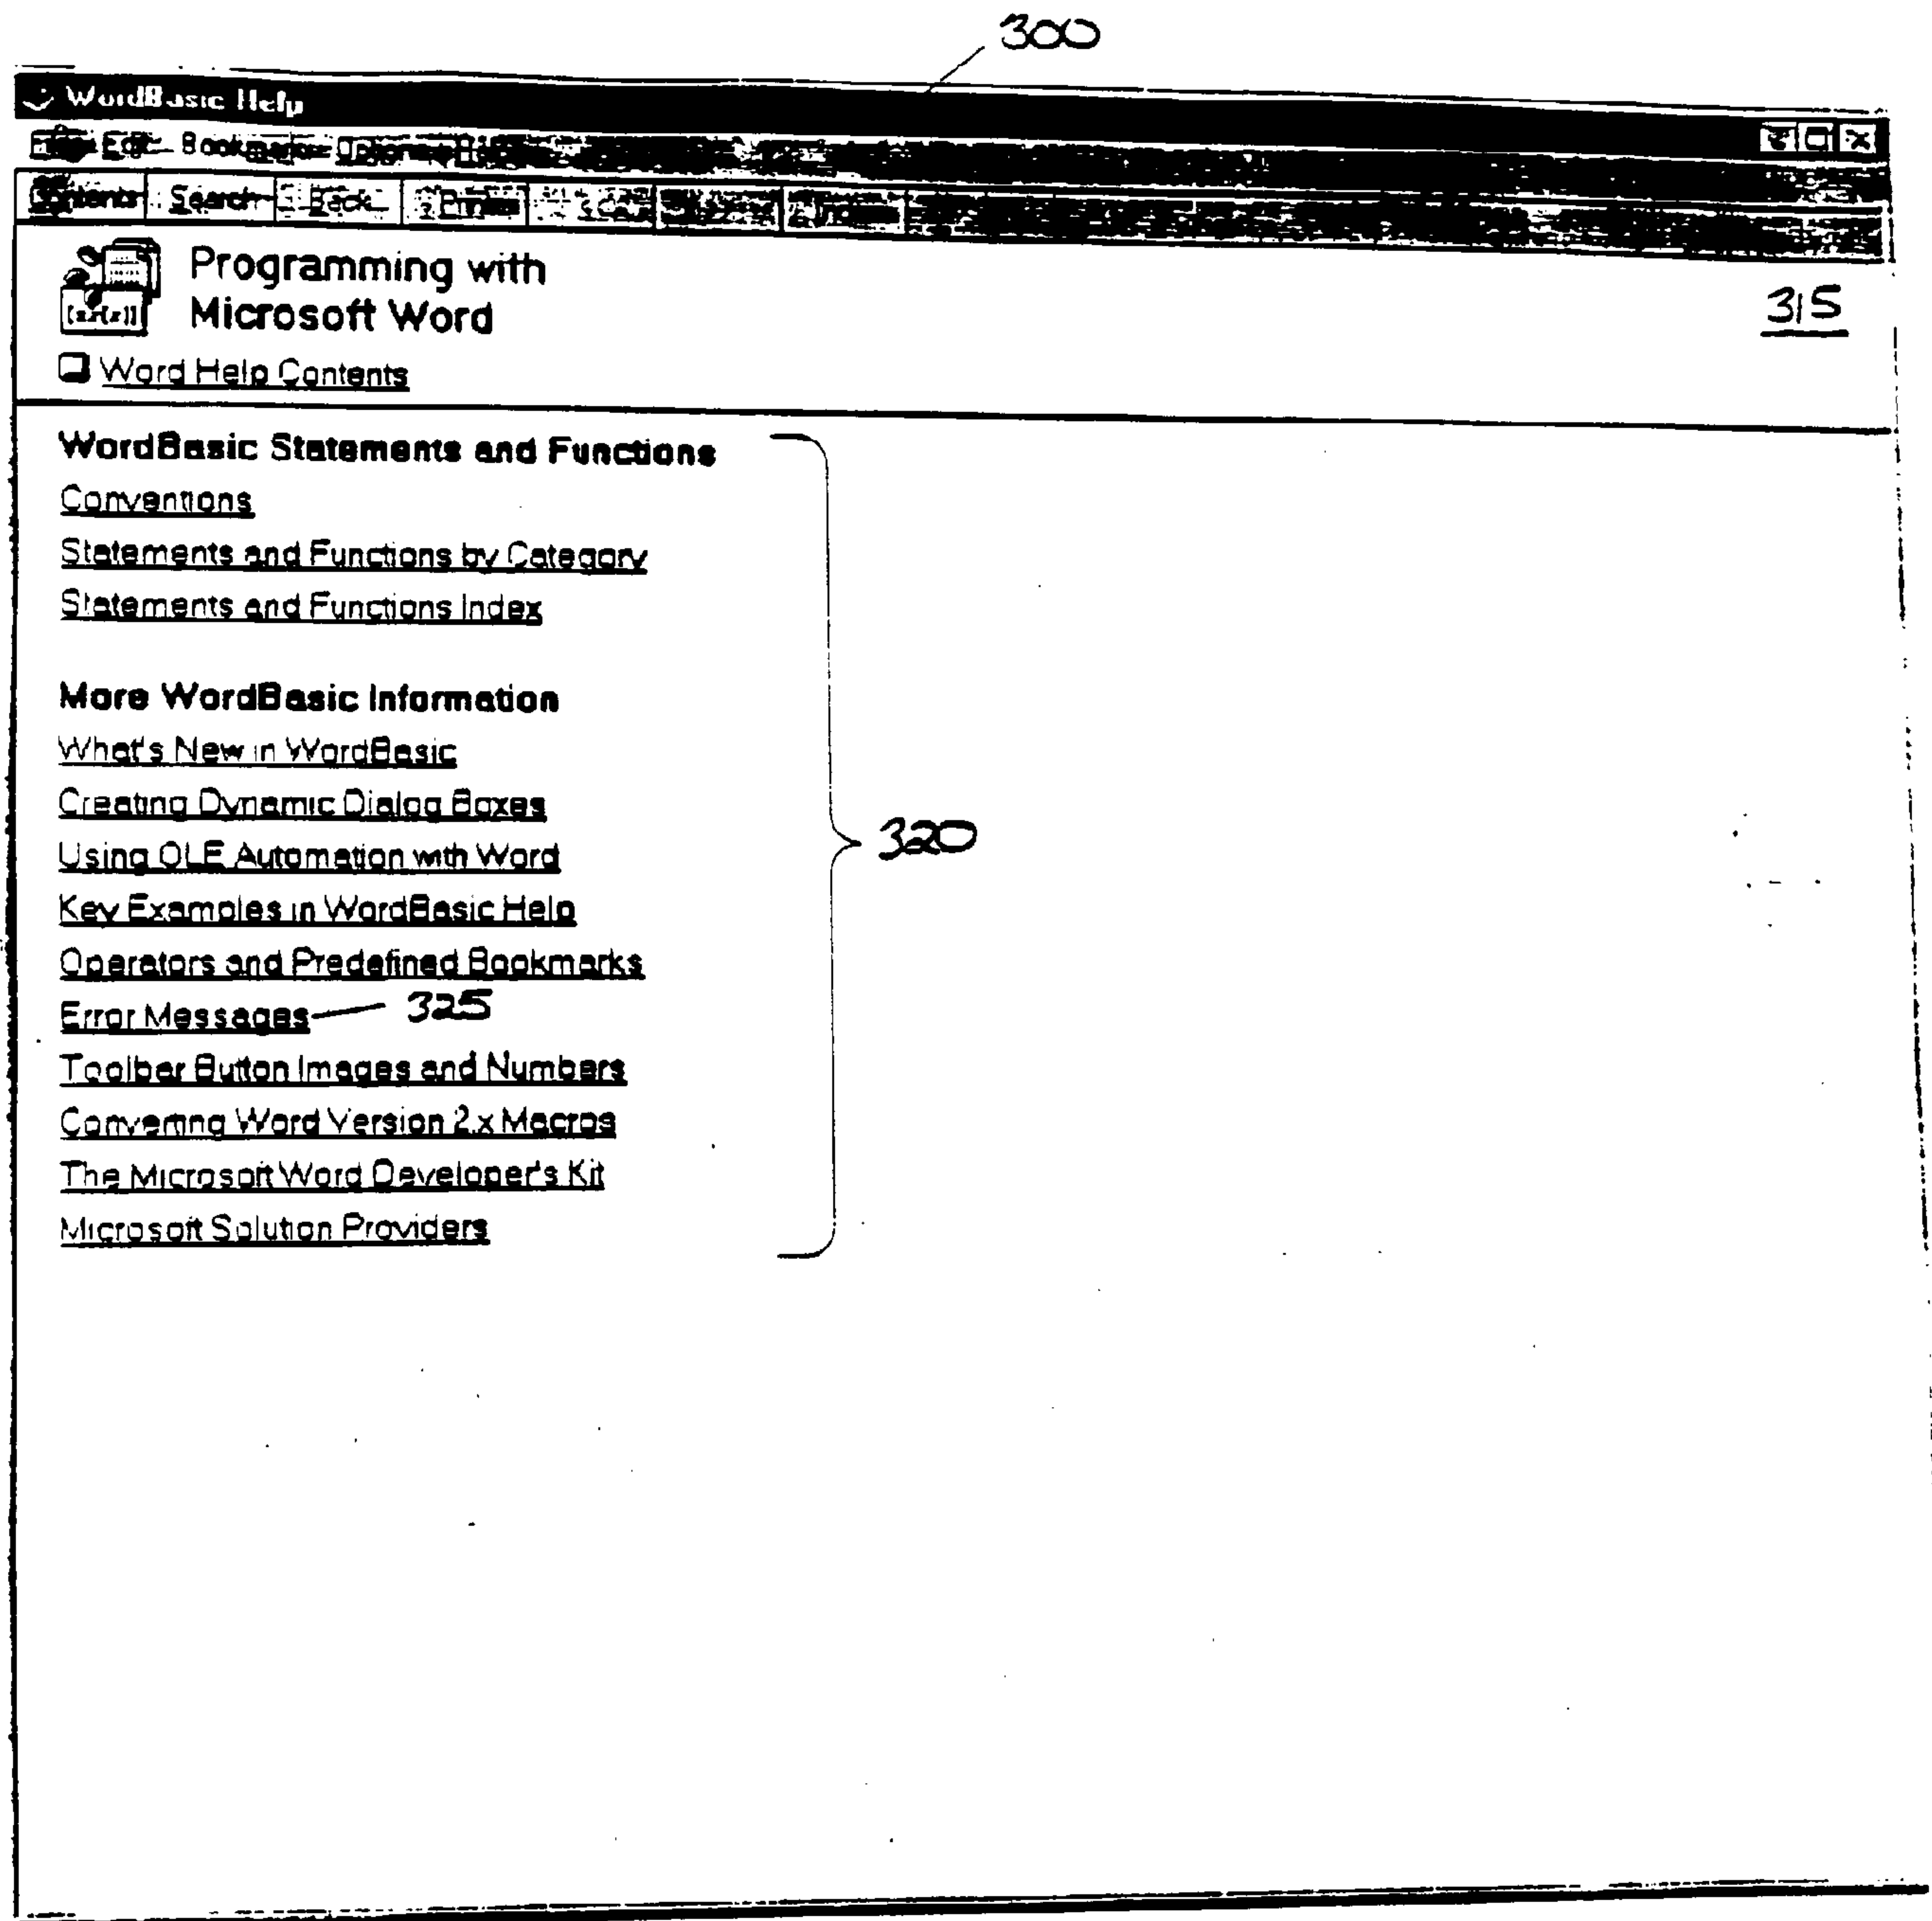 300
WordBasic Help
Edit Bookmark
Contents Search Back Print
Programming with
Microsoft Word
315
Word Help Contents
WordBasic Statements and Functions
Conventions
Statements and Functions by Category
Statements and Functions Index
More WordBasic Information
What's New in WordBasic
Creating Dynamic Dialog Boxes
Using OLE Automation with Word
320
Key Examples in WordBasic Help
Operators and Predefined Bookmarks
Error Messages 325
Toolbar Button Images and Numbers
Converting Word Version 2.x Macros
The Microsoft Word Developer's Kit
Microsoft Solution Providers